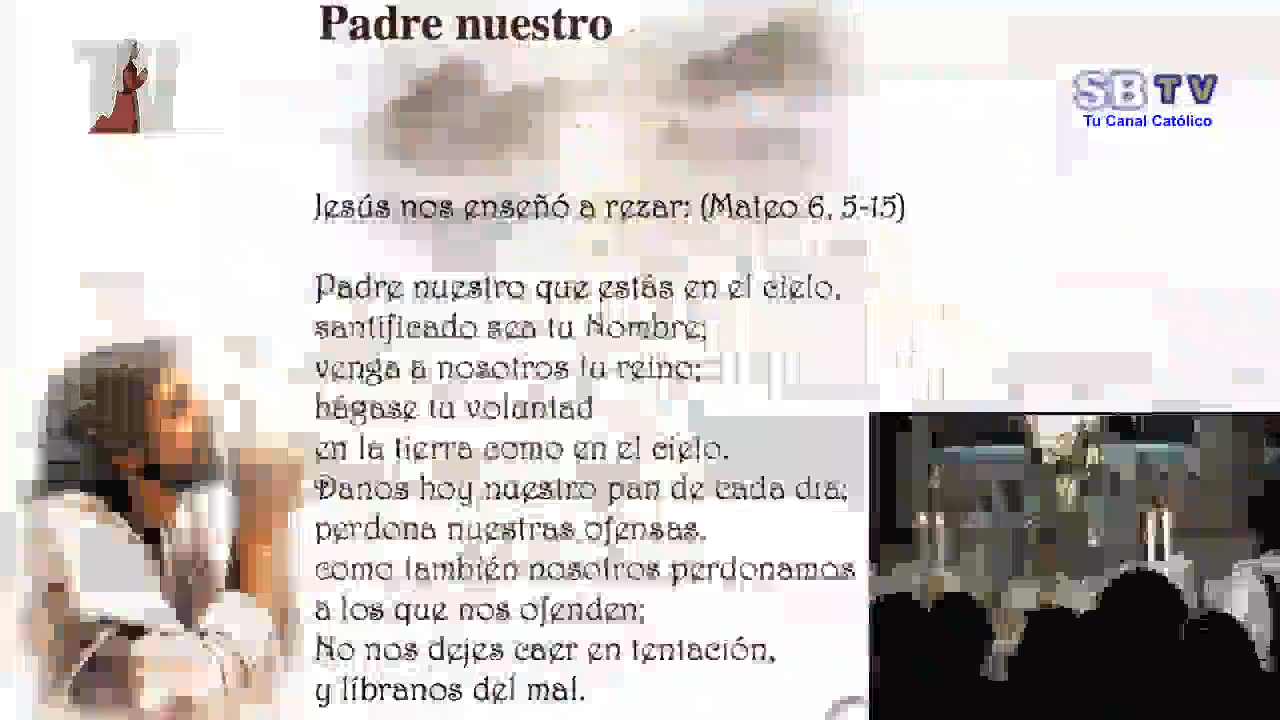 Padre nuestro
SBTV
Tu Canal Católico
Jesús nos enseñó a rezar: (Mateo 6, 5-15)
Padre nuestro que estás en el cielo,
santificado sea tu Nombre;
venga a nosotros tu reino;
hágase tu voluntad
en la tierra como en el cielo.
Danos hoy nuestro pan de cada día;
perdona nuestras ofensas,
como también nosotros perdonamos
a los que nos ofenden;
No nos dejes caer en tentación,
y líbranos del mal.